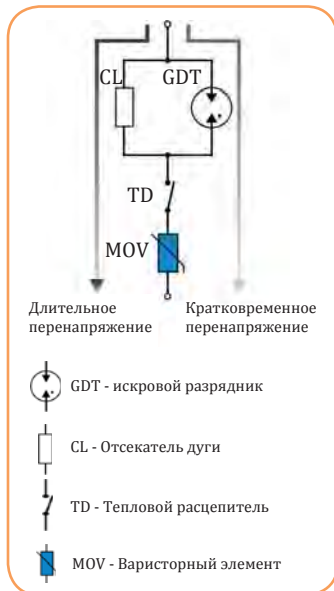 CL
GDT
TD
MOV
Длительное
перенапряжение
Кратковременное
перенапряжение
GDT - искровой разрядник
CL - Отсекатель дуги
TD - Тепловой расцепитель
MOV - Варисторный элемент